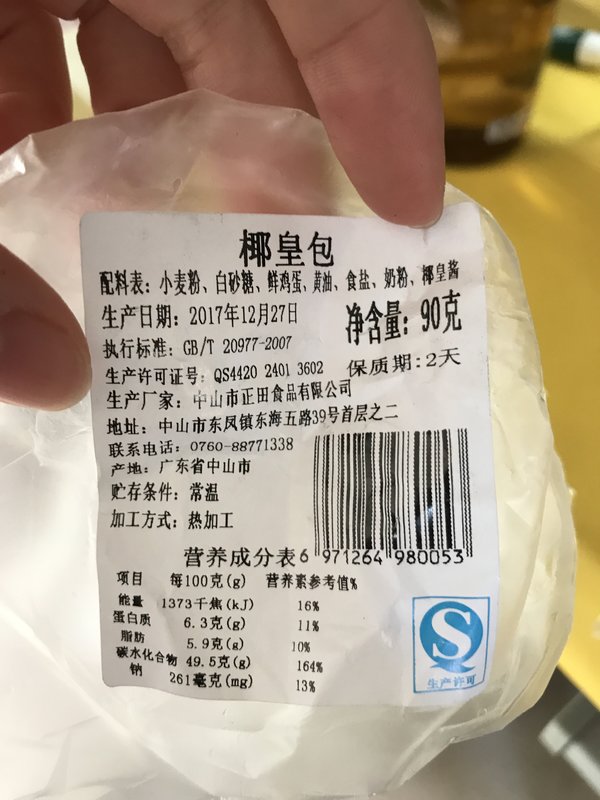 椰皇包
配料表：小麦粉、白砂糖、鲜鸡蛋、黄油、食盐、奶粉、椰皇酱
生产日期：2017年12月27日
净含量：90克
执行标准：GB/T 20977-2007
保质期：2天
生产许可证号：QS4420 2401 3602
生产厂家：中山市正田食品有限公司
地址：中山市东凤镇东海五路39号首层之二
联系电话：0760-88771338
产地：广东省中山市
贮存条件：常温
加工方式：热加工
6 971264 980053
营养成分表
项目 每100克(g) 营养素参考值%
能量 1373千焦(kJ) 16%
蛋白质 6.3克(g) 11%
脂肪 5.9克(g) 10%
碳水化合物 49.5克(g) 164%
钠 261毫克(mg) 13%
S
生产许可